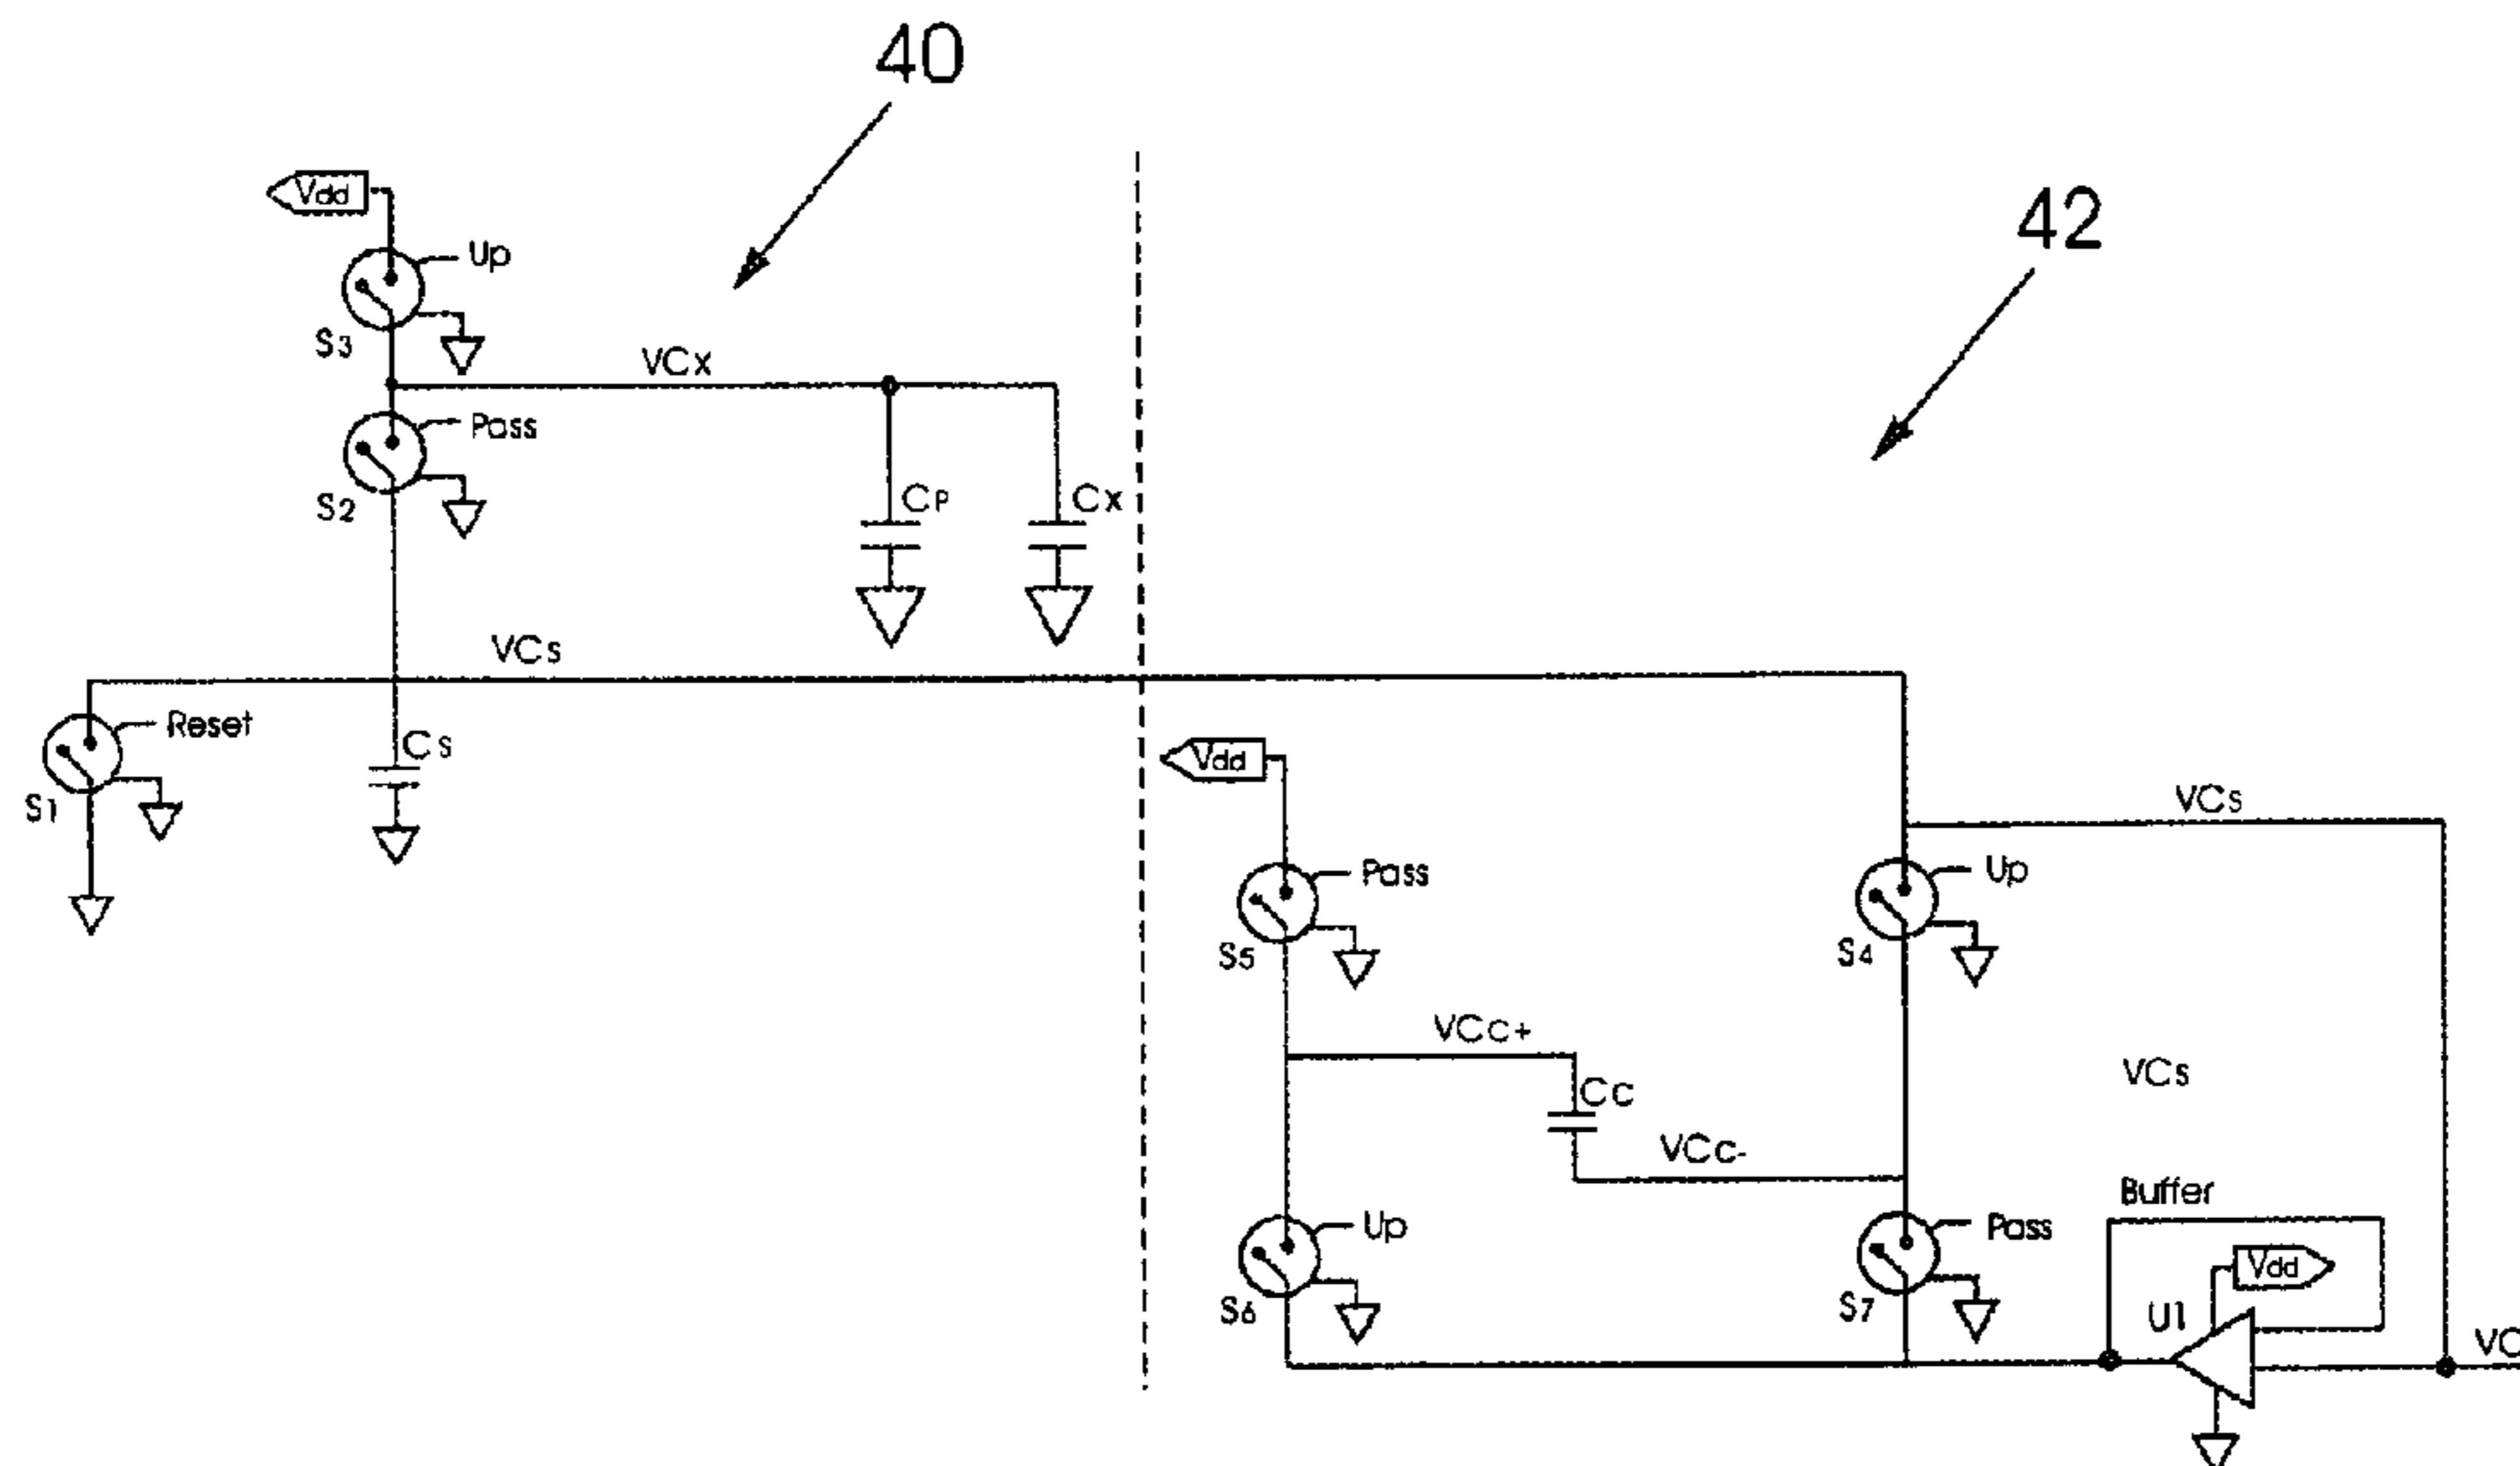 40
42
Vdd
Up
S3
VCx
Pass
S2
CP
Cx
VCs
Reset
Cs
S1
Vdd
VCs
Pass
Up
S5
S4
VCC+
Cc
VCs
VCC-
Buffer
Up
Pass
Vdd
S6
S7
U1
VC